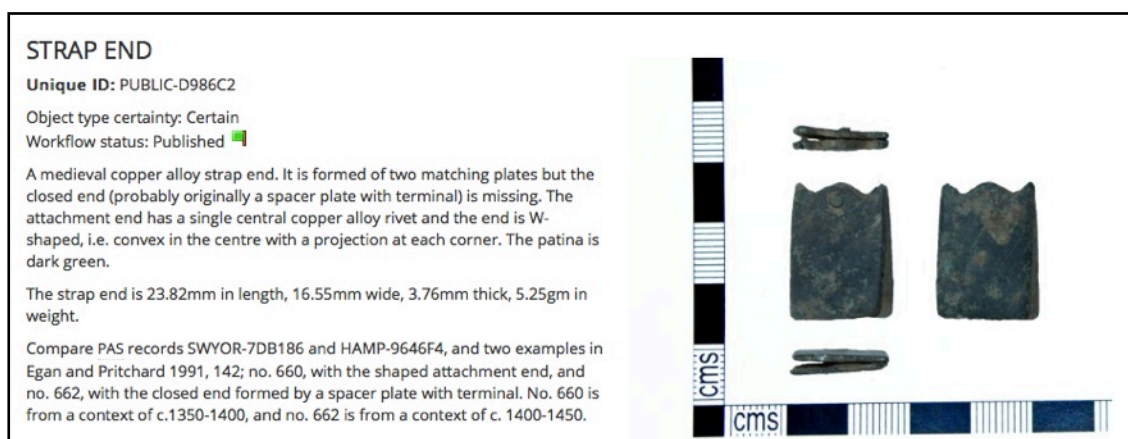 STRAP END
Unique ID: PUBLIC-D986C2
Object type certainty: Certain
Workflow status: Published
A medieval copper alloy strap end. It is formed of two matching plates but the
closed end (probably originally a spacer plate with terminal) is missing. The
attachment end has a single central copper alloy rivet and the end is W-
shaped, i.e. convex in the centre with a projection at each corner. The patina is
dark green.
The strap end is 23.82mm in length, 16.55mm wide, 3.76mm thick, 5.25gm in
weight.
Compare PAS records SWYOR-7DB186 and HAMP-9646F4, and two examples in
Egan and Pritchard 1991, 142; no. 660, with the shaped attachment end, and
no. 662, with the closed end formed by a spacer plate with terminal. No. 660 is
from a context of c.1350-1400, and no. 662 is from a context of c. 1400-1450.
cms
cms